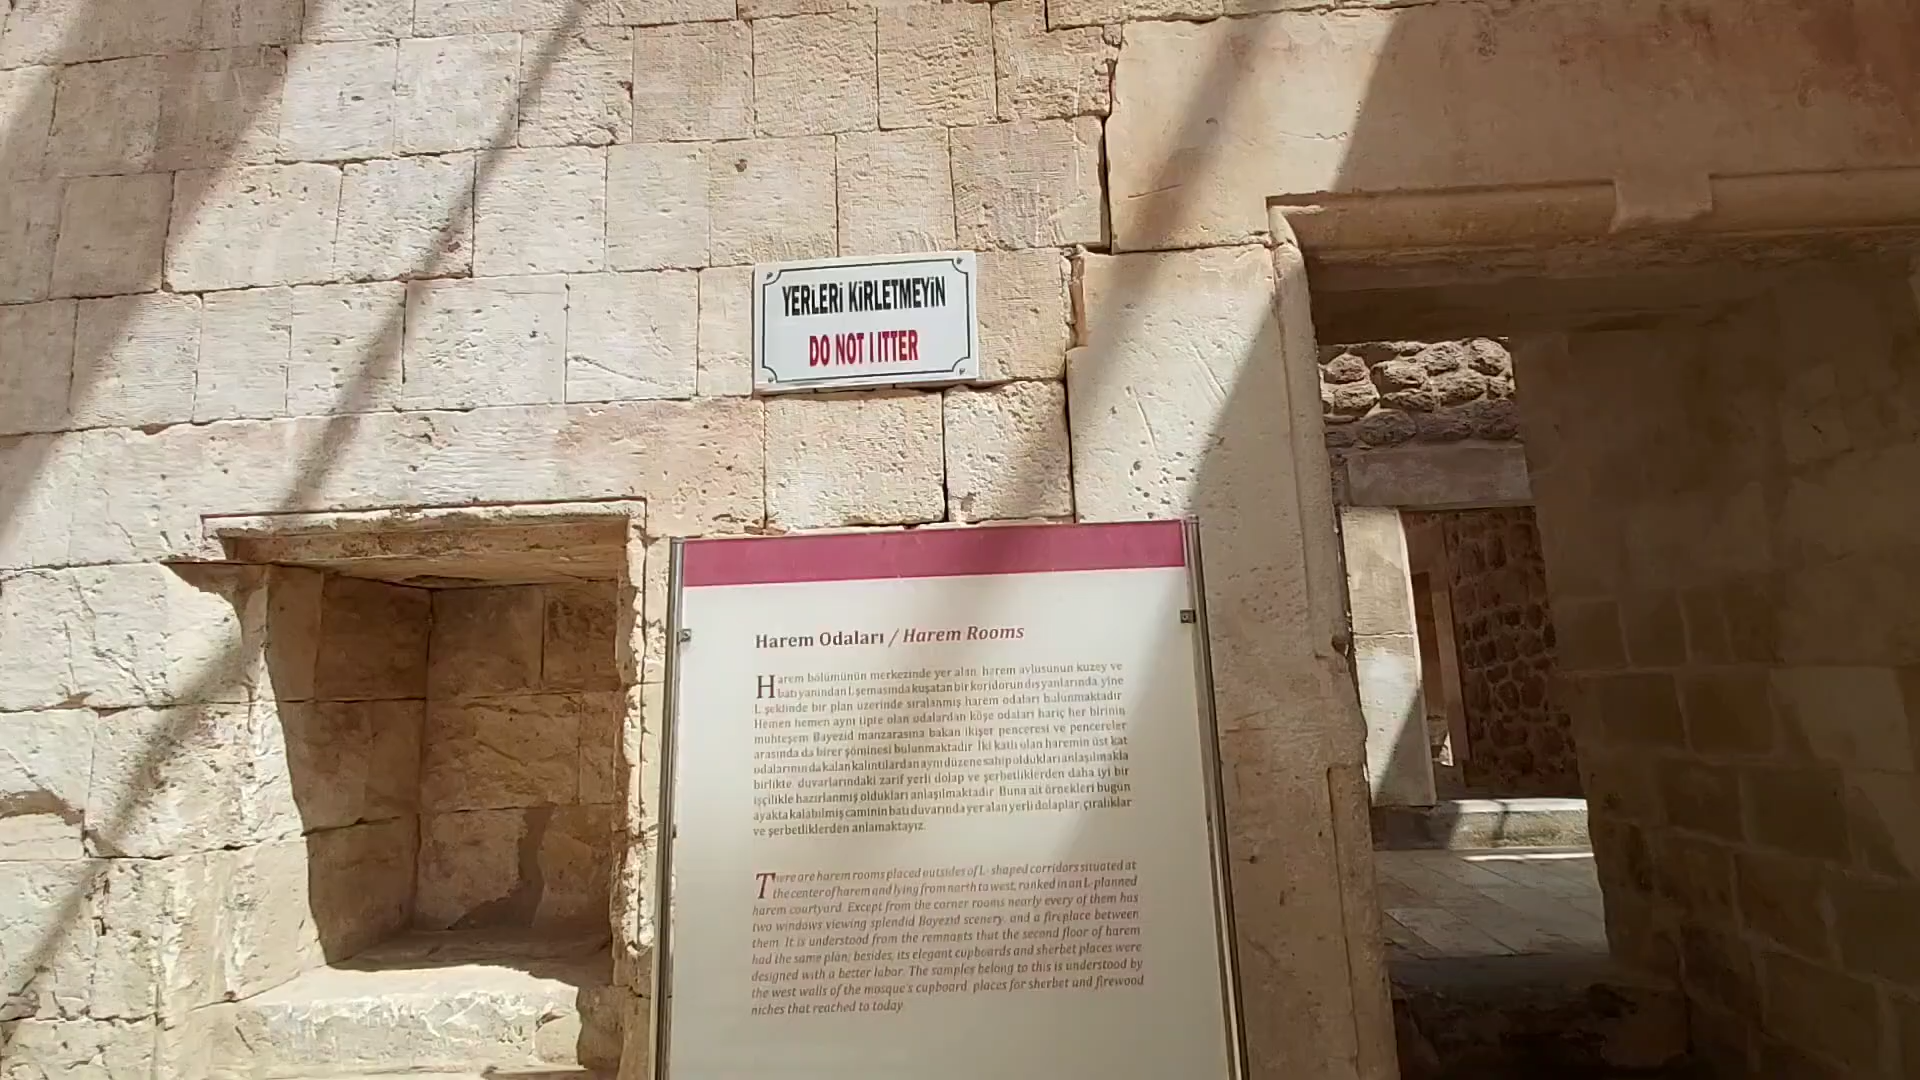 YERLERİ KİRLETMEYİN
DO NOT LITTER
Harem Odaları / Harem Rooms
Harem bölümünün merkezinde yer alan harem avlusunun kuzey ve
batı yanından L şemasında kuşatan bir koridorun dış yanlarında yine
L şeklinde bir plan üzerinde sıralanmış harem odaları bulunmaktadır.
Hemen hemen aynı tipte olan odalardan köşe odaları hariç her birinin
muhteşem Bayezid manzarasına bakan ikişer penceresi ve pencereler
arasında da birer şöminesi bulunmaktadır. İki katlı olan haremin üst kat
odalarınında kalan kalıntılardan aynı düzene sahip oldukları anlaşılmakla
birlikte duvarlarındaki zarif yerli dolap ve şerbetliklerden daha iyi bir
işçilikle hazırlanmış oldukları anlaşılmaktadır. Buna ait örnekleri bugün
ayakta kalabilmiş caminin batı duvarında yer alan yerli dolaplar, çıralıklar
ve şerbetliklerden anlamaktayız.
There are harem rooms placed outsides of L- shaped corridors situated at
the center of harem and lying from north to west, ranked in an L-planned
harem courtyard. Except from the corner rooms nearly every of them has
two windows viewing splendid Bayezid scenery, and a fireplace between
them. It is understood from the remnants that the second floor of harem
had the same plan; besides, its elegant cupboards and sherbet places were
designed with a better labor. The samples belong to this is understood by
the west walls of the mosque's cupboard, places for sherbet and firewood
niches that reached to today.